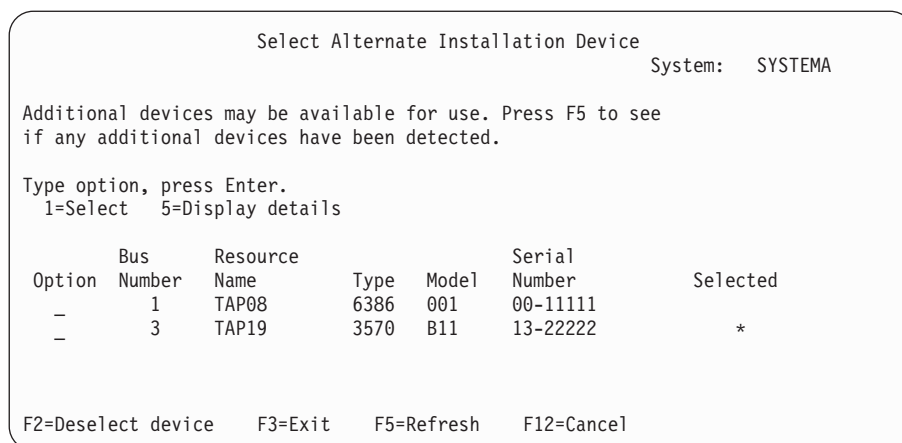 Select Alternate Installation Device
System: SYSTEMA
Additional devices may be available for use. Press F5 to see
if any additional devices have been detected.
Type option, press Enter.
1=Select 5=Display details
Bus Resource Serial
Option Number Name Type Model Number Selected
_ 1 TAP08 6386 001 00-11111
_ 3 TAP19 3570 B11 13-22222 *
F2=Deselect device F3=Exit F5=Refresh F12=Cancel